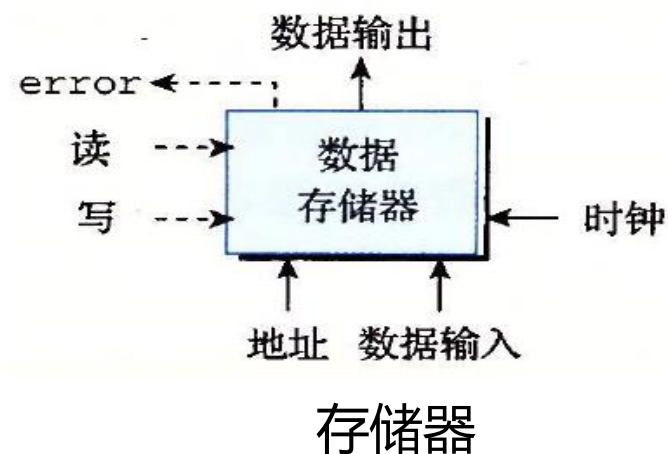 数据输出
error
读
数据
存储器
写
时钟
地址 数据输入
存储器